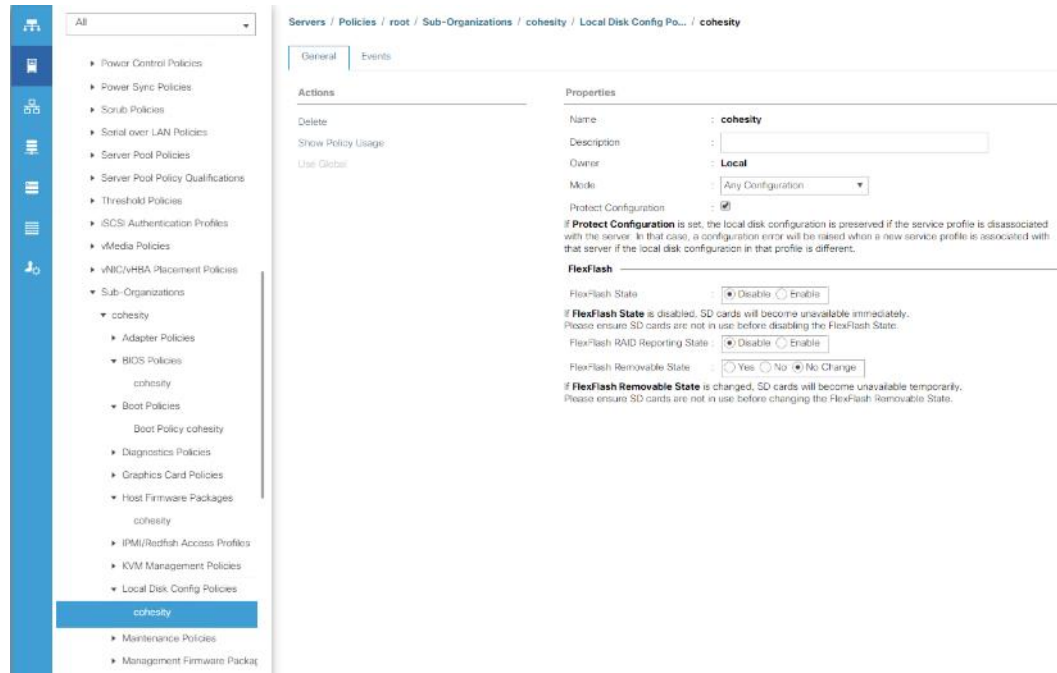 All
Power Control Policies
Power Sync Policies
Scrub Policies
Serial over LAN Policies
Server Pool Policies
Server Pool Policy Qualifications
Threshold Policies
iSCSI Authentication Profiles
vMedia Policies
vNIC/vHBA Placement Policies
Sub-Organizations
cohesity
Adapter Policies
BIOS Policies
cohesity
Boot Policies
Boot Policy cohesity
Diagnostics Policies
Graphics Card Policies
Host Firmware Packages
cohesity
IPMI/Redfish Access Profiles
KVM Management Policies
Local Disk Config Policies
cohesity
Maintenance Policies
Management Firmware Packag
Servers / Policies / root / Sub-Organizations / cohesity / Local Disk Config Po... / cohesity
General Events
Actions
Delete
Show Policy Usage
Use Global
Properties
Name : cohesity
Description :
Owner : Local
Mode : Any Configuration
Protect Configuration :
If Protect Configuration is set, the local disk configuration is preserved if the service profile is disassociated
with the server. In that case, a configuration error will be raised when a new service profile is associated with
that server if the local disk configuration in that profile is different.
FlexFlash
FlexFlash State : Disable Enable
If FlexFlash State is disabled, SD cards will become unavailable immediately.
Please ensure SD cards are not in use before disabling the FlexFlash State.
FlexFlash RAID Reporting State : Disable Enable
FlexFlash Removable State : Yes No No Change
If FlexFlash Removable State is changed, SD cards will become unavailable temporarily.
Please ensure SD cards are not in use before changing the FlexFlash Removable State.